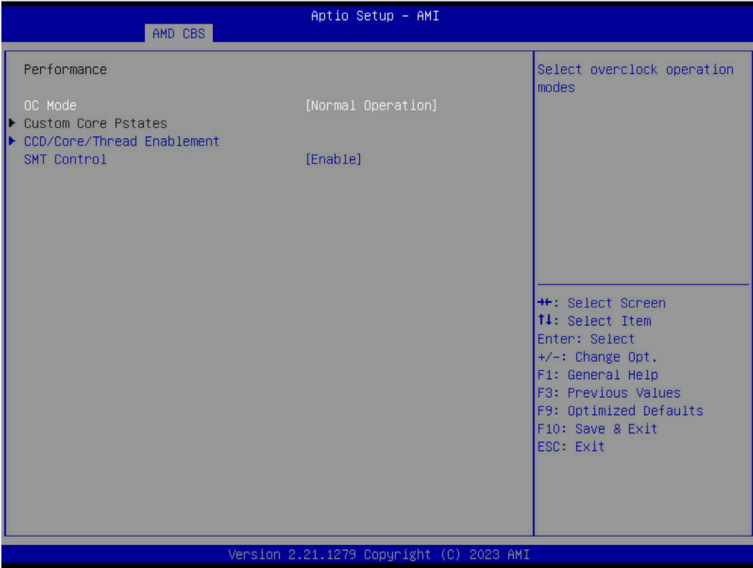 Aptio Setup – AMI
AMD CBS
Performance
OC Mode [Normal Operation]
Custom Core Pstates
CCD/Core/Thread Enablement
SMT Control [Enable]
Select overclock operation
modes
→←: Select Screen
↑↓: Select Item
Enter: Select
+/-: Change Opt.
F1: General Help
F3: Previous Values
F9: Optimized Defaults
F10: Save & Exit
ESC: Exit
Version 2.21.1279 Copyright (C) 2023 AMI